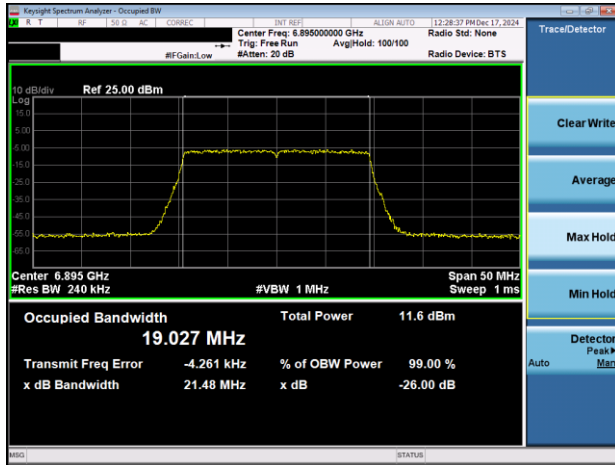 Keysight Spectrum Analyzer - Occupied BW
R T RF 50 Ω AC CORREC INT REF ALIGN AUTO 12:28:37 PM Dec 17, 2024
Center Freq: 6.895000000 GHz Radio Std: None
Trig: Free Run Avg|Hold: 100/100
#IFGain:Low #Atten: 20 dB Radio Device: BTS
Trace/Detector
10 dB/div Ref 25.00 dBm
Log
15.0
5.00
-5.00
-15.0
-25.0
-35.0
-45.0
-55.0
-65.0
Center 6.895 GHz Span 50 MHz
#Res BW 240 kHz #VBW 1 MHz Sweep 1 ms
Occupied Bandwidth Total Power 11.6 dBm
19.027 MHz
Transmit Freq Error -4.261 kHz % of OBW Power 99.00 %
x dB Bandwidth 21.48 MHz x dB -26.00 dB
Clear Write
Average
Max Hold
Min Hold
Detector
Peak
Auto Man
MSG STATUS